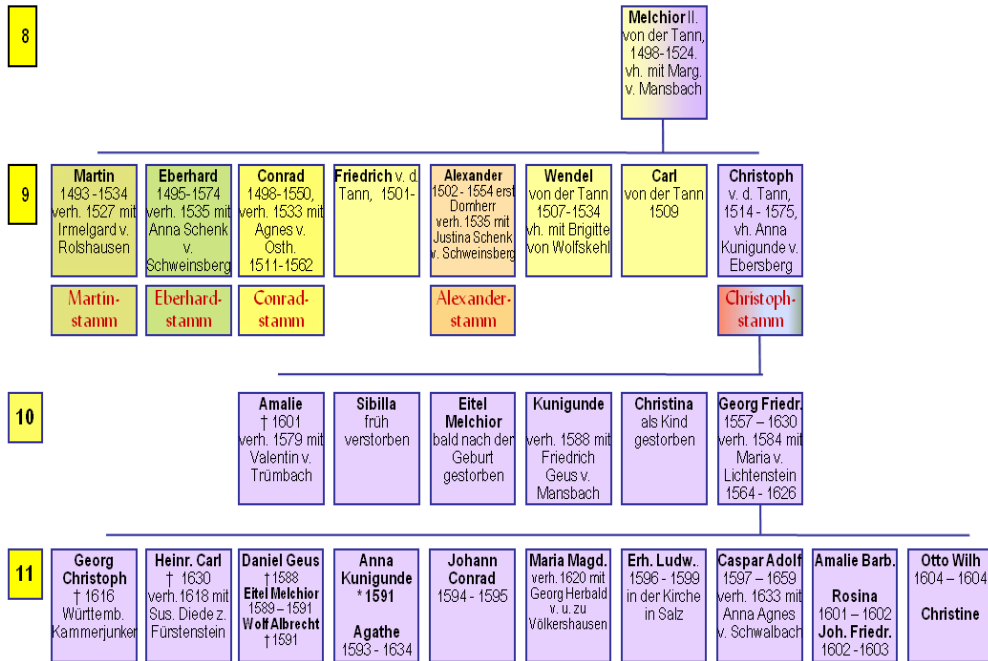 8
Melchior II.
von der Tann,
1498-1524.
vh. mit Marg.
v. Mansbach
9
Martin
1493 -1534
verh. 1527 mit
Irmelgard v.
Rolshausen
Eberhard
1495-1574
verh. 1535 mit
Anna Schenk
v.
Schweinsberg
Conrad
1498-1550,
verh. 1533 mit
Agnes v.
Osth.
1511-1562
Friedrich v. d.
Tann, 1501-
Alexander
1502 - 1554 erst
Domherr
verh. 1535 mit
Justina Schenk
v. Schweinsberg
Wendel
von der Tann
1507-1534
vh. mit Brigitte
von Wolfskehl
Carl
von der Tann
1509
Christoph
v. d. Tann,
1514 - 1575,
vh. Anna
Kunigunde v.
Ebersberg
Martin-
stamm
Eberhard-
stamm
Conrad-
stamm
Alexander-
stamm
Christoph-
stamm
10
Amalie
† 1601
verh. 1579 mit
Valentin v.
Trümbach
Sibilla
früh
verstorben
Eitel
Melchior
bald nach der
Geburt
gestorben
Kunigunde
verh. 1588 mit
Friedrich
Geus v.
Mansbach
Christina
als Kind
gestorben
Georg Friedr.
1557 – 1630
verh. 1584 mit
Maria v.
Lichtenstein
1564 - 1626
11
Georg
Christoph
† 1616
Württemb.
Kammerjunker
Heinr. Carl
† 1630
verh. 1618 mit
Sus. Diede z.
Fürstenstein
Daniel Geus
† 1588
Eitel Melchior
1589 – 1591
Wolf Albrecht
† 1591
Anna
Kunigunde
* 1591
Agathe
1593 - 1634
Johann
Conrad
1594 - 1595
Maria Magd.
verh. 1620 mit
Georg Herbald
v. u. zu
Völkershausen
Erh. Ludw..
1596 - 1599
in der Kirche
in Salz
Caspar Adolf
1597 – 1659
verh. 1633 mit
Anna Agnes
v. Schwalbach
Amalie Barb.
Rosina
1601 – 1602
Joh. Friedr.
1602 -1603
Otto Wilh
1604 – 1604
Christine